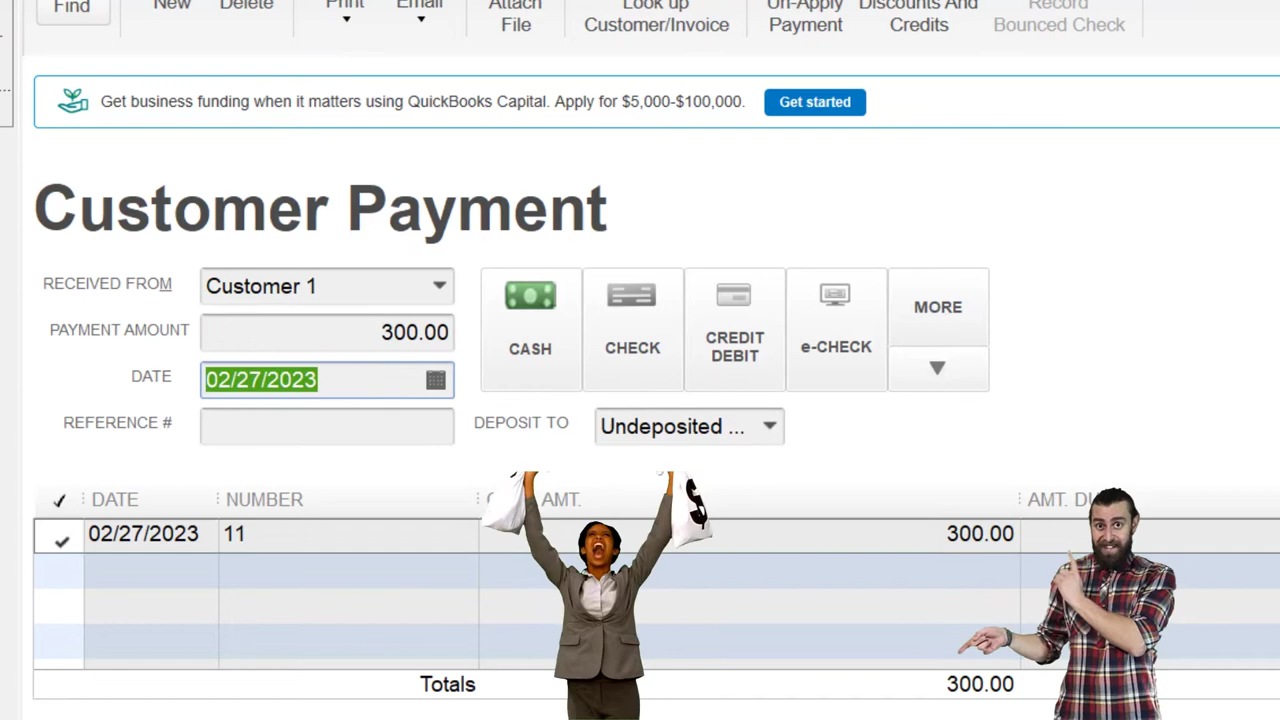 Find
New
Delete
Print
Email
Attach
File
Look up
Customer/Invoice
Un-Apply
Payment
Discounts And
Credits
Record
Bounced Check
Get business funding when it matters using QuickBooks Capital. Apply for $5,000-$100,000.
Get started
Customer Payment
RECEIVED FROM
Customer 1
PAYMENT AMOUNT
300.00
DATE
02/27/2023
REFERENCE #
CASH
CHECK
CREDIT
DEBIT
e-CHECK
MORE
DEPOSIT TO
Undeposited ...
DATE
NUMBER
AMT.
AMT.
02/27/2023
11
300.00
Totals
300.00
$